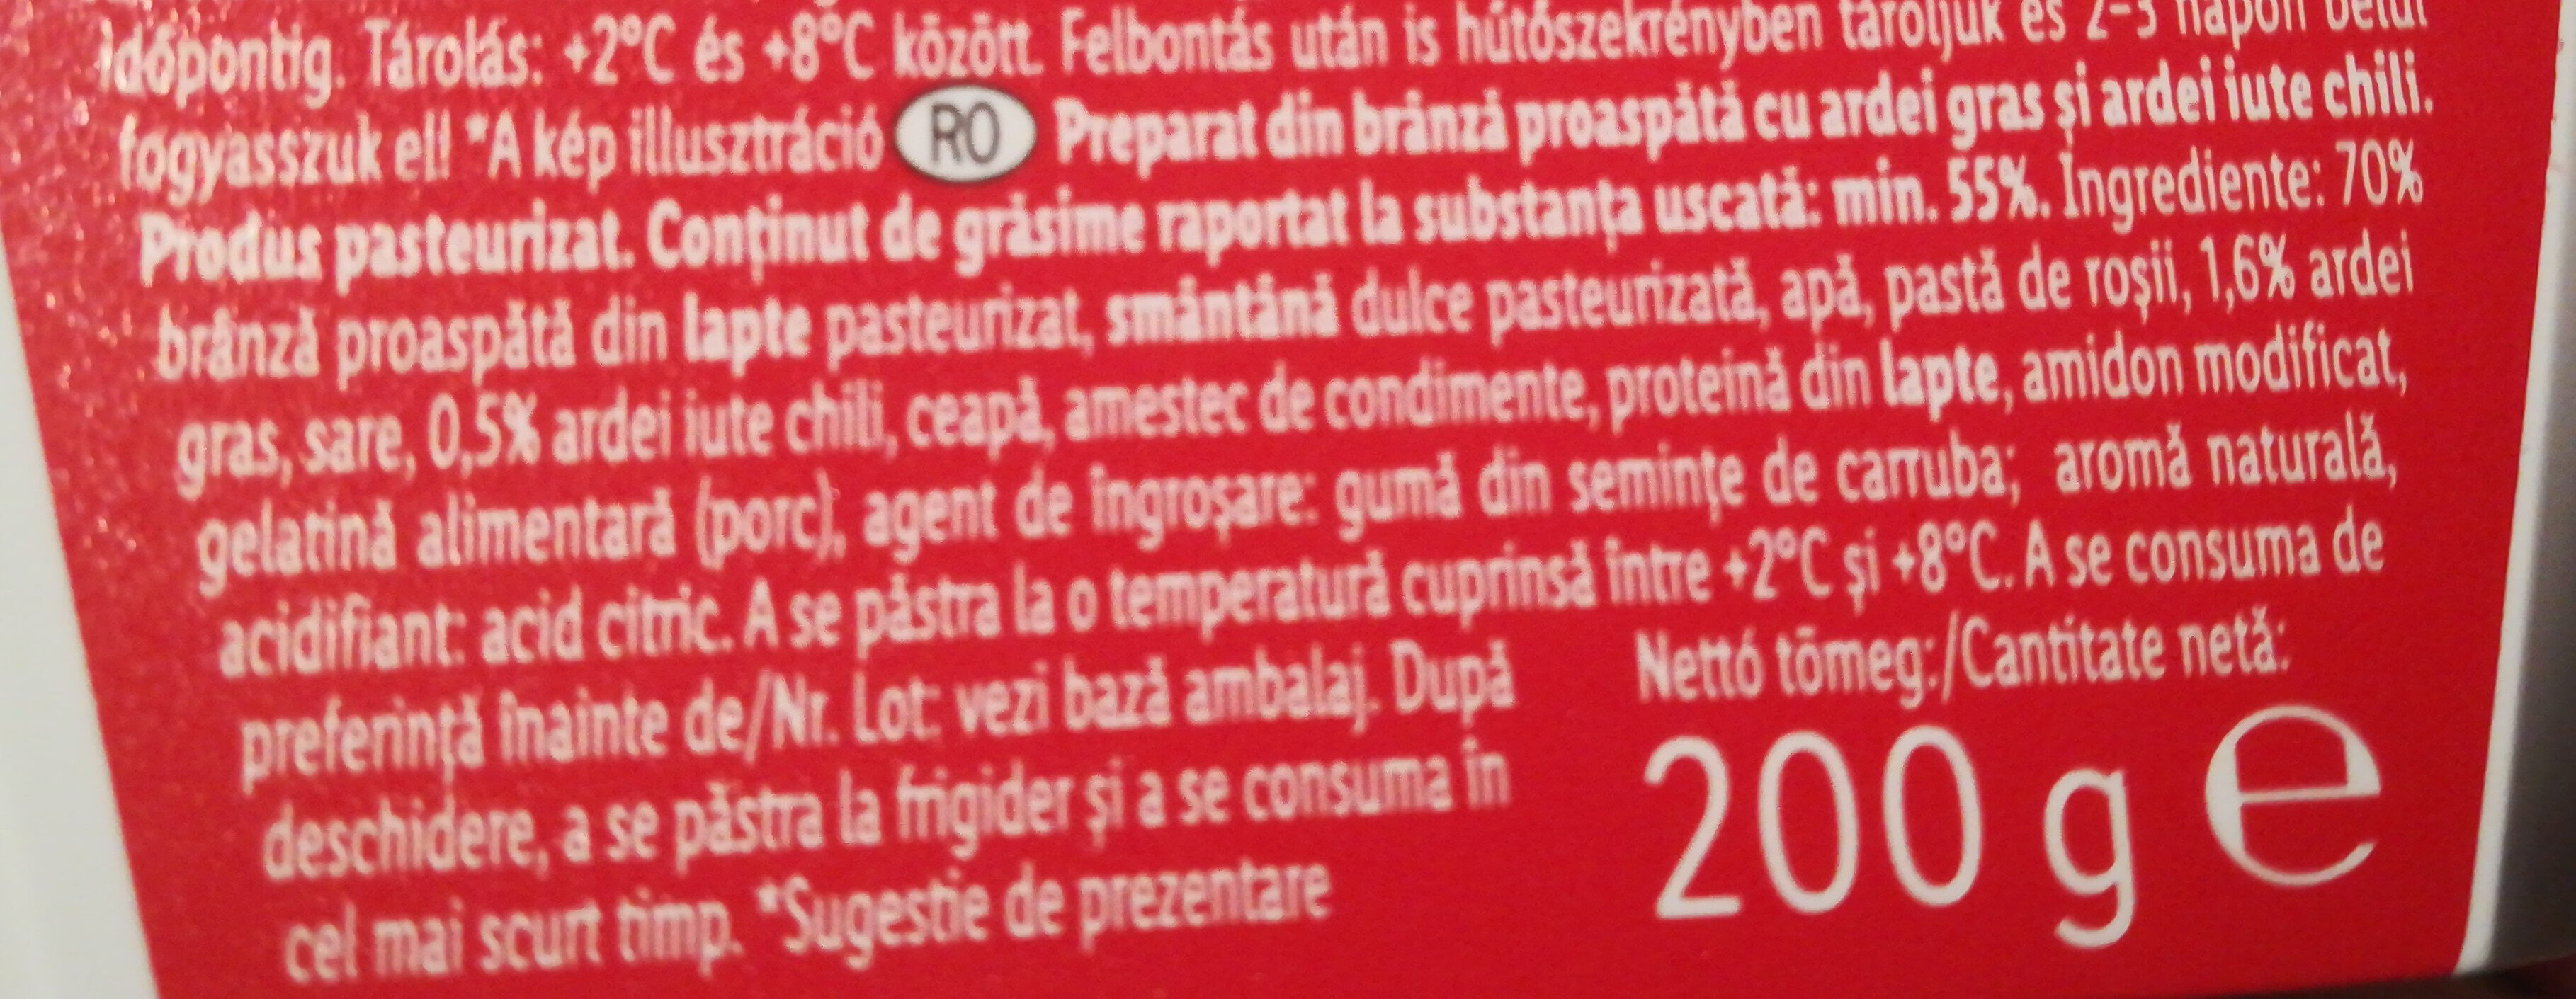 időpontig. Tárolás: +2°C és +8°C között. Felbontás után is hűtőszekrényben tároljuk és 2-3 napon belül
fogyasszuk el! *A kép illusztráció RO Preparat din brânză proaspătă cu ardei gras și ardei iute chili.
Produs pasteurizat. Conținut de grăsime raportat la substanța uscată: min. 55%. Ingrediente: 70%
brânză proaspătă din lapte pasteurizat, smântână dulce pasteurizată, apă, pastă de roșii, 1,6% ardei
gras, sare, 0,5% ardei iute chili, ceapă, amestec de condimente, proteină din lapte, amidon modificat,
gelatină alimentară (porc), agent de îngroșare: gumă din semințe de carruba; aromă naturală,
acidifiant: acid citric. A se păstra la o temperatură cuprinsă între +2°C și +8°C. A se consuma de
preferință înainte de/Nr. Lot: vezi bază ambalaj. După
deschidere, a se păstra la frigider și a se consuma în
cel mai scurt timp. *Sugestie de prezentare
Nettó tömeg:/Cantitate netă:
200 g e